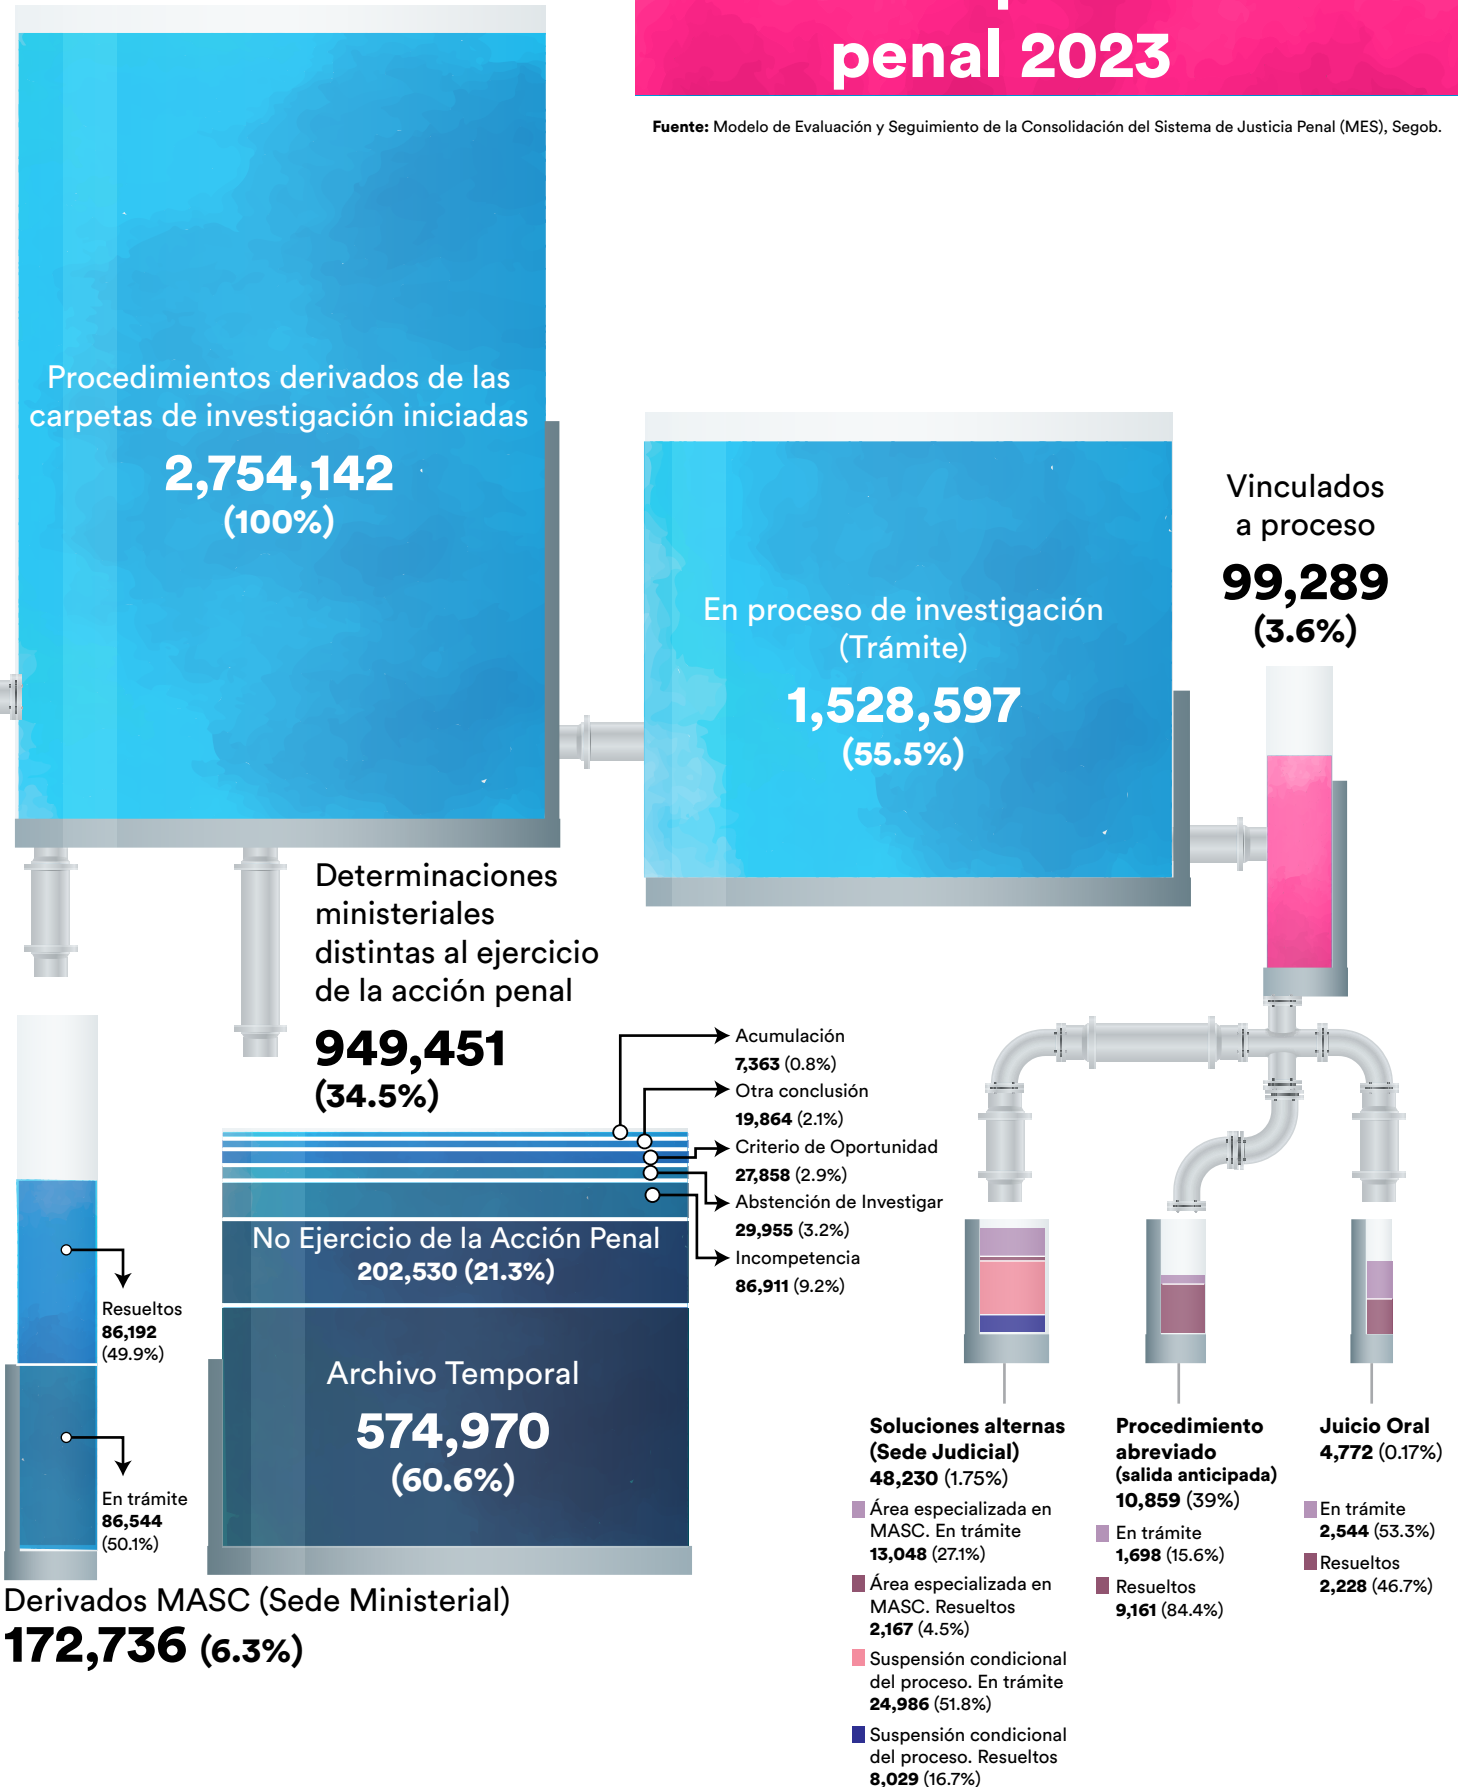 penal 2023
Fuente: Modelo de Evaluación y Seguimiento de la Consolidación del Sistema de Justicia Penal (MES), Segob.
Procedimientos derivados de las
carpetas de investigación iniciadas
2,754,142
(100%)
En proceso de investigación
(Trámite)
1,528,597
(55.5%)
Vinculados
a proceso
99,289
(3.6%)
Determinaciones
ministeriales
distintas al ejercicio
de la acción penal
949,451
(34.5%)
Acumulación
7,363 (0.8%)
Otra conclusión
19,864 (2.1%)
Criterio de Oportunidad
27,858 (2.9%)
Abstención de Investigar
29,955 (3.2%)
Incompetencia
86,911 (9.2%)
No Ejercicio de la Acción Penal
202,530 (21.3%)
Archivo Temporal
574,970
(60.6%)
Resueltos
86,192
(49.9%)
En trámite
86,544
(50.1%)
Derivados MASC (Sede Ministerial)
172,736 (6.3%)
Soluciones alternas
(Sede Judicial)
48,230 (1.75%)
Área especializada en
MASC. En trámite
13,048 (27.1%)
Área especializada en
MASC. Resueltos
2,167 (4.5%)
Suspensión condicional
del proceso. En trámite
24,986 (51.8%)
Suspensión condicional
del proceso. Resueltos
8,029 (16.7%)
Procedimiento
abreviado
(salida anticipada)
10,859 (39%)
En trámite
1,698 (15.6%)
Resueltos
9,161 (84.4%)
Juicio Oral
4,772 (0.17%)
En trámite
2,544 (53.3%)
Resueltos
2,228 (46.7%)